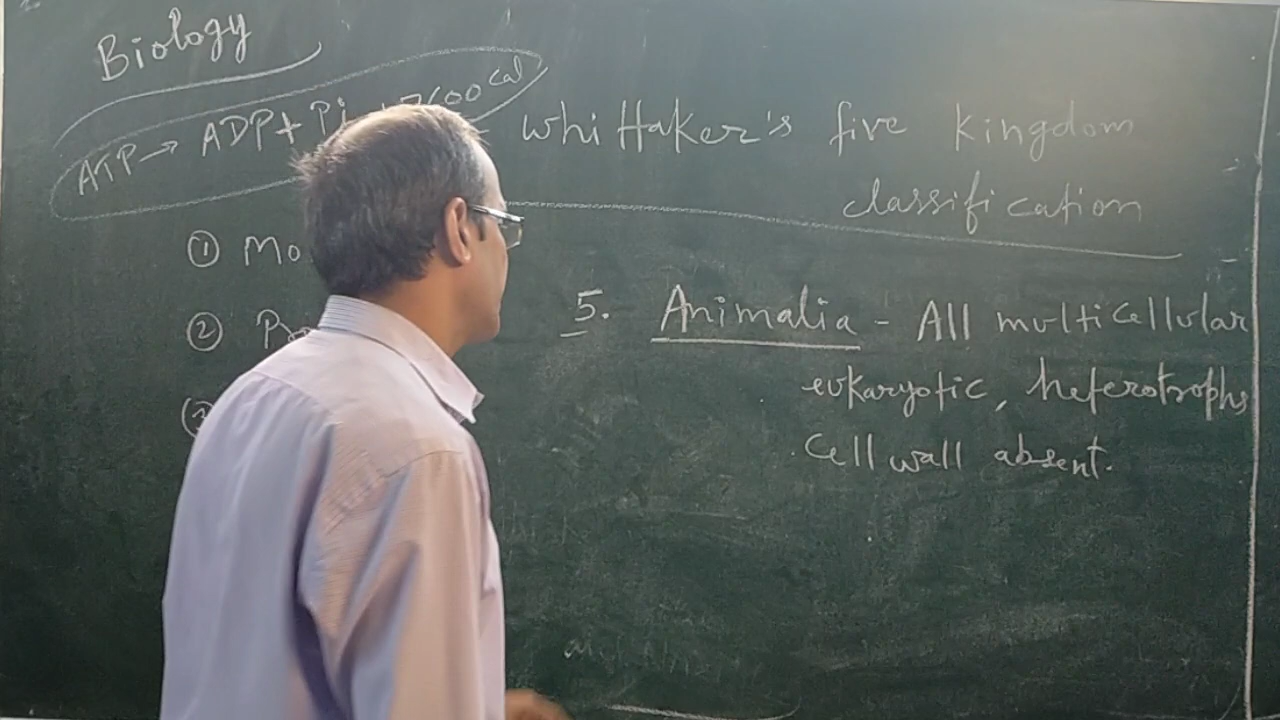 Biology
ATP → ADP + Pi + 7600 cal
Whittaker's five kingdom
classification
① Mo
② Pro
③
5. Animalia - All multicellular
eukaryotic, heterotrophs
Cell wall absent.